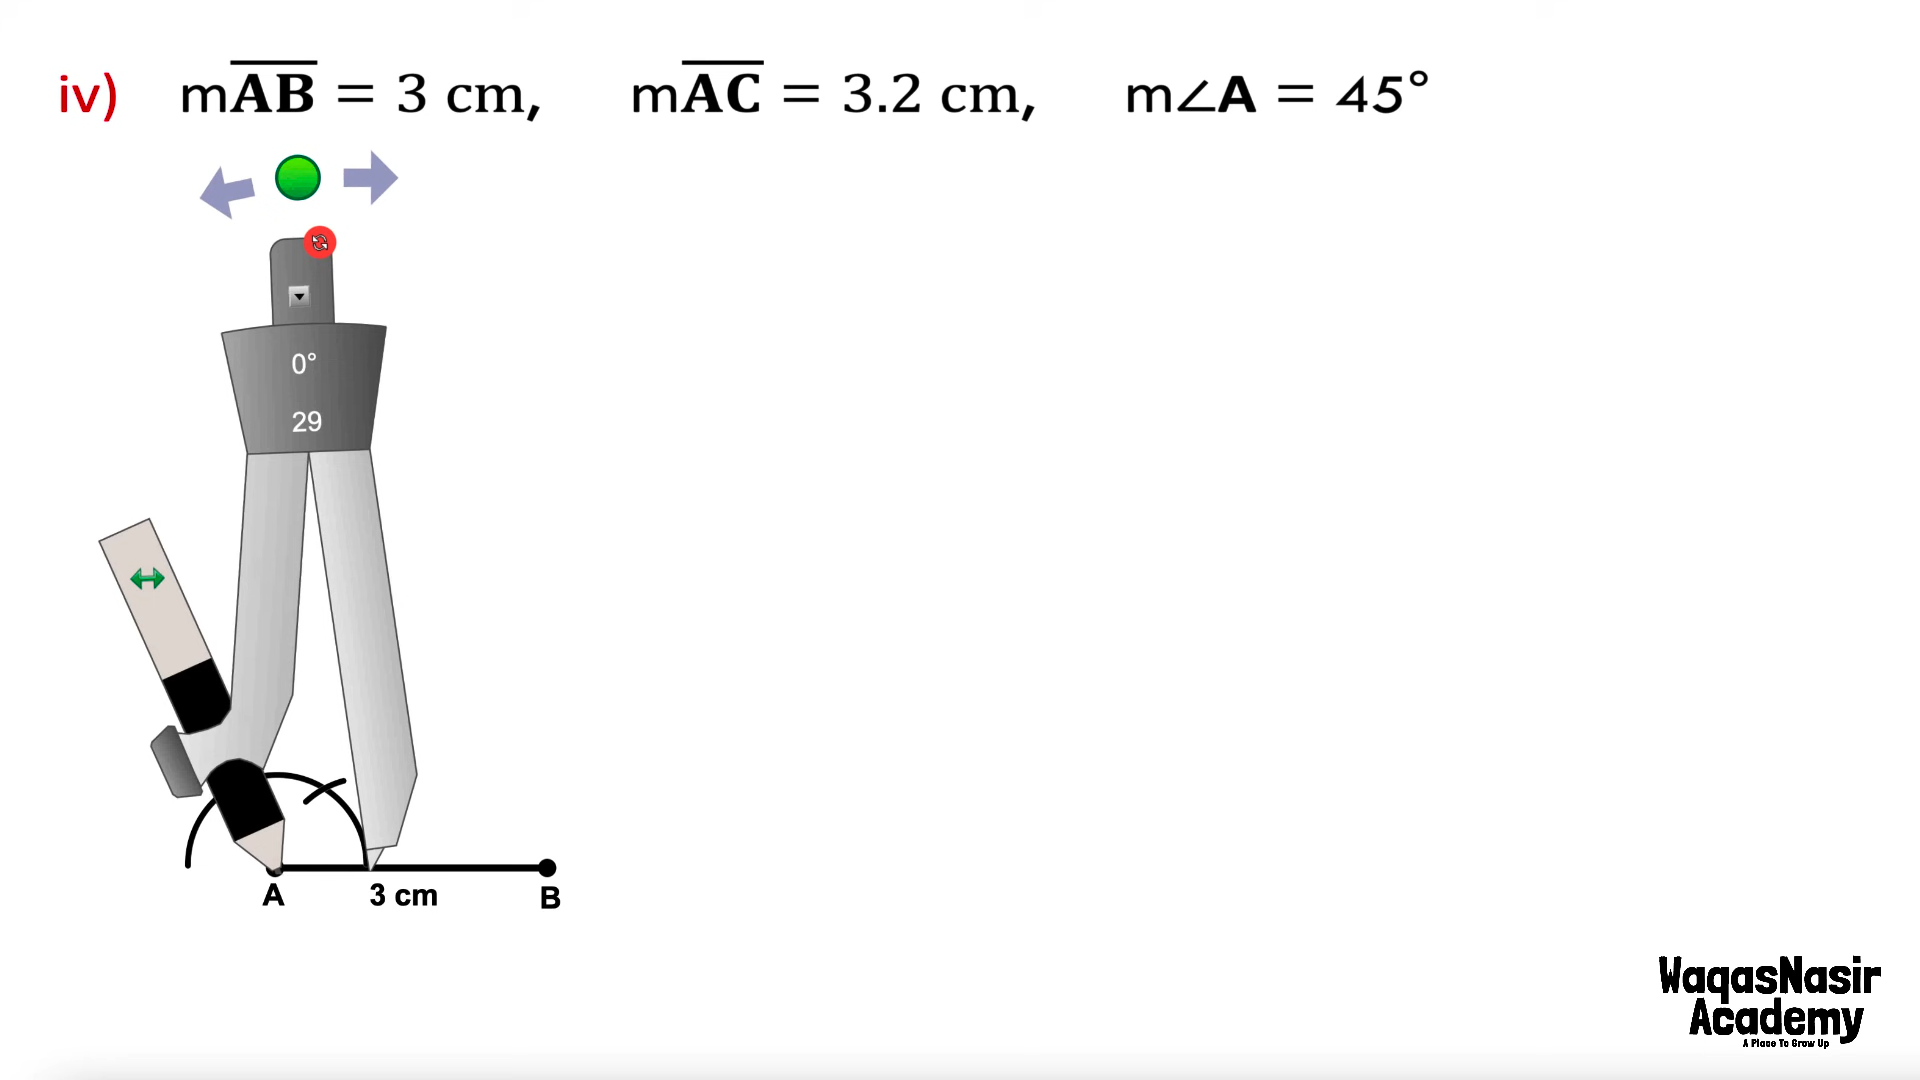 iv) mAB = 3 cm, mAC = 3.2 cm, m∠A = 45°
0°
29
A 3 cm B
WaqasNasir
Academy
A Place To Grow Up